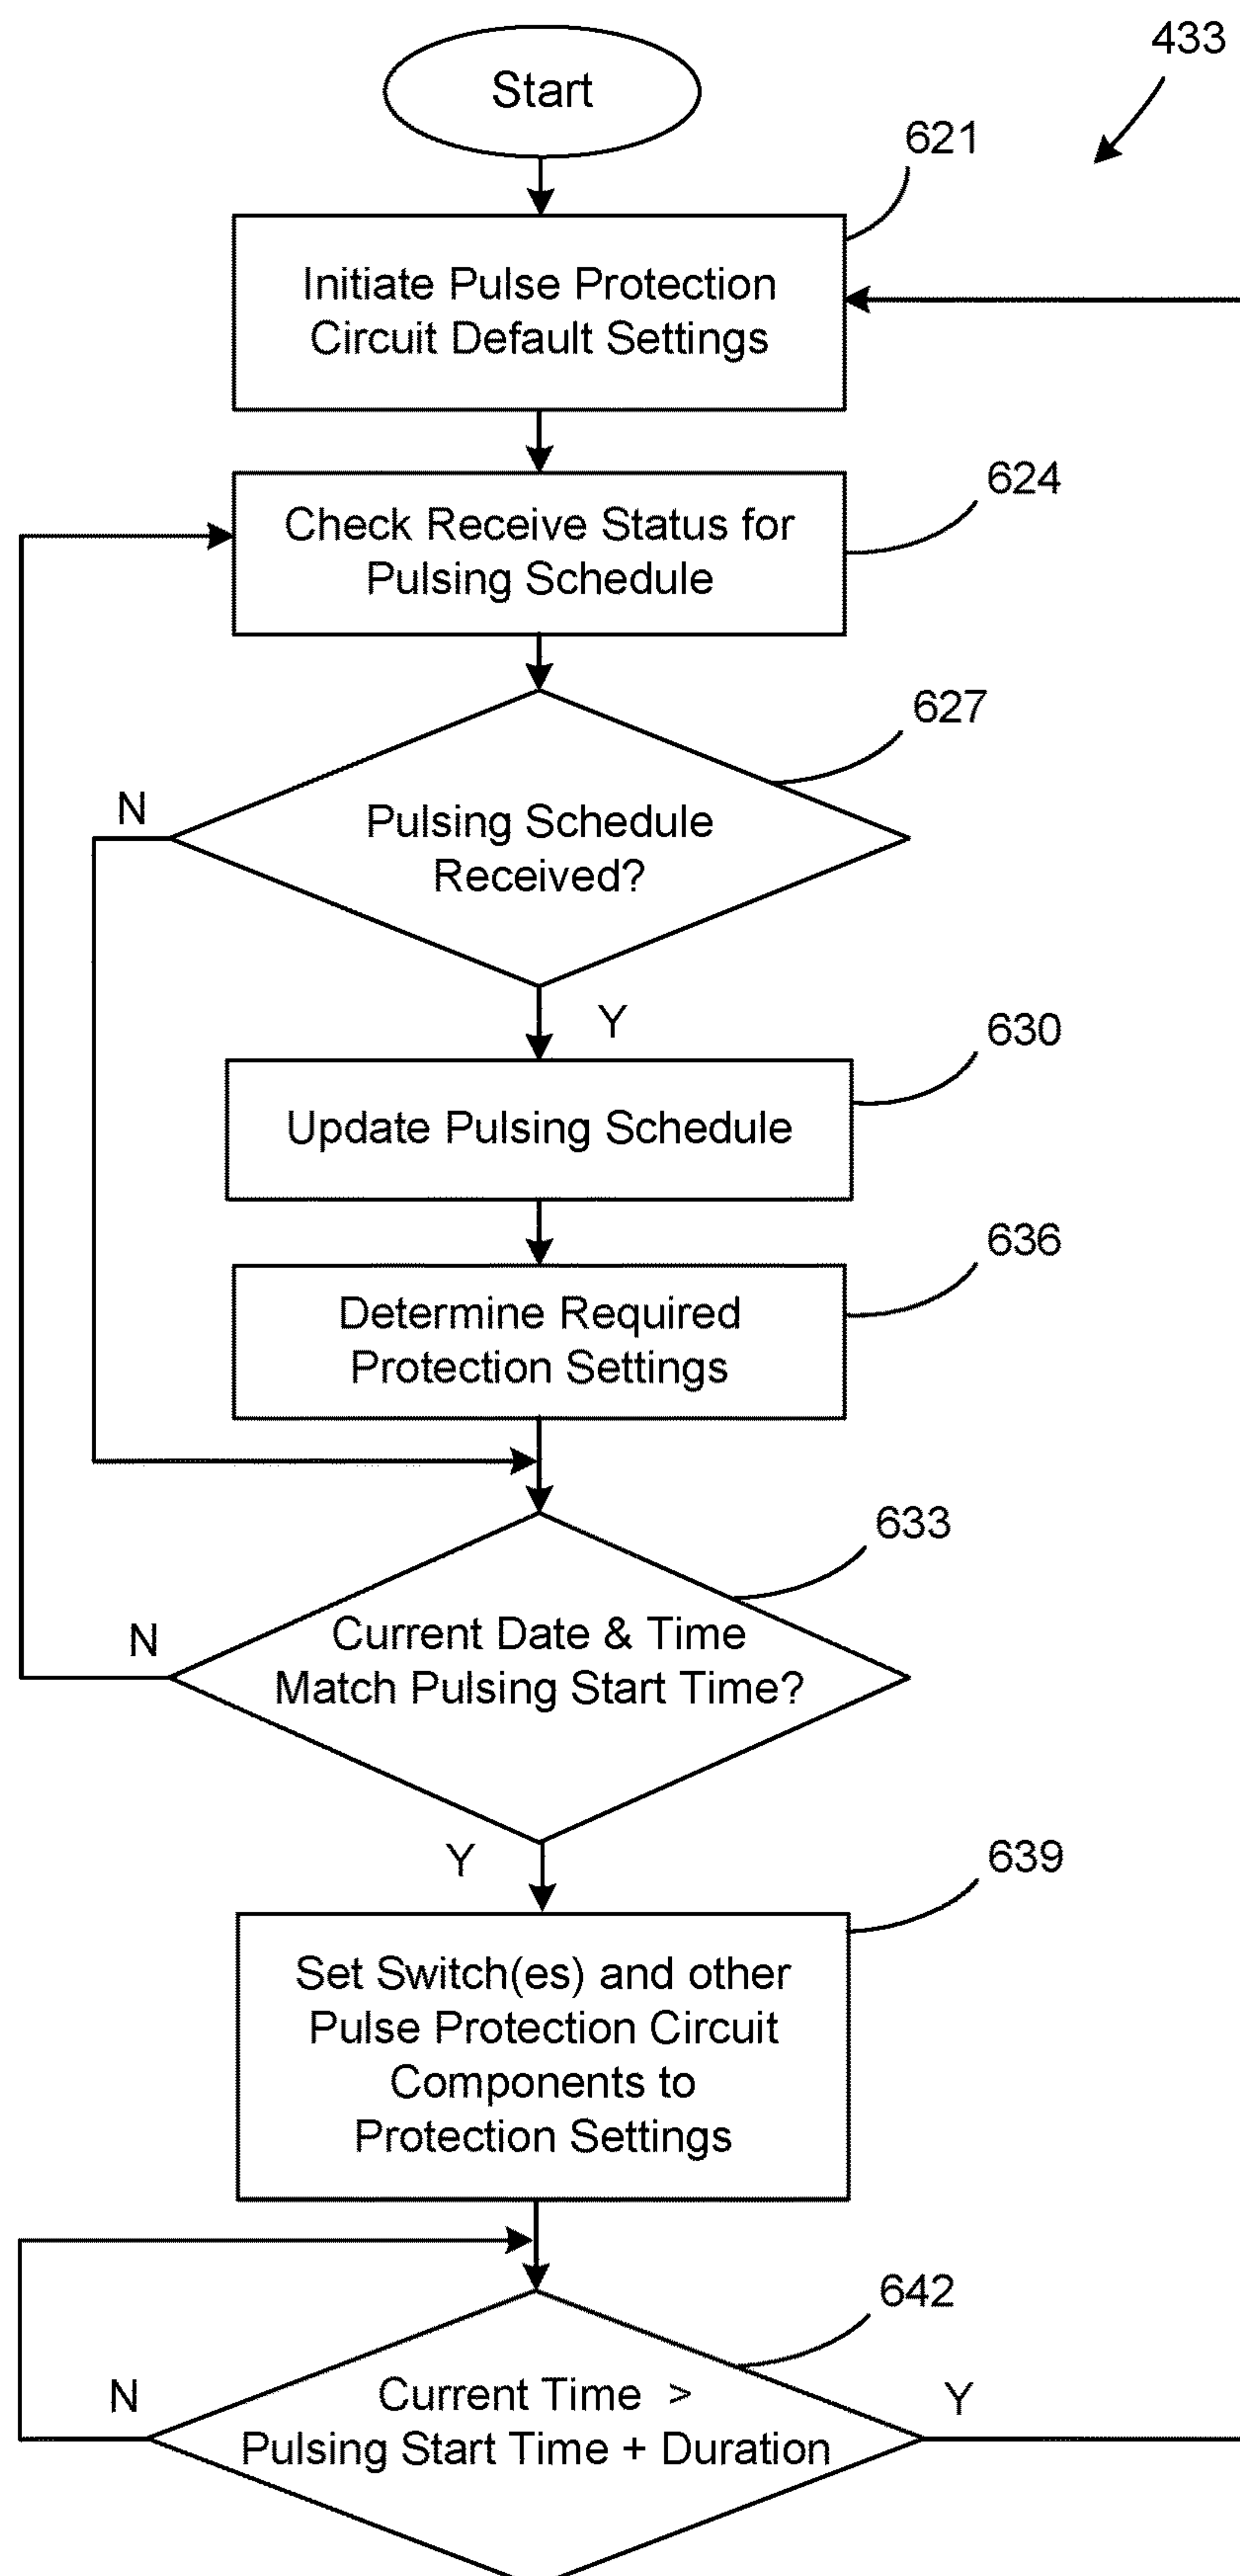 433
Start
621
Initiate Pulse Protection
Circuit Default Settings
624
Check Receive Status for
Pulsing Schedule
627
N
Pulsing Schedule
Received?
Y
630
Update Pulsing Schedule
636
Determine Required
Protection Settings
633
N
Current Date & Time
Match Pulsing Start Time?
Y
639
Set Switch(es) and other
Pulse Protection Circuit
Components to
Protection Settings
642
N
Current Time >
Pulsing Start Time + Duration
Y